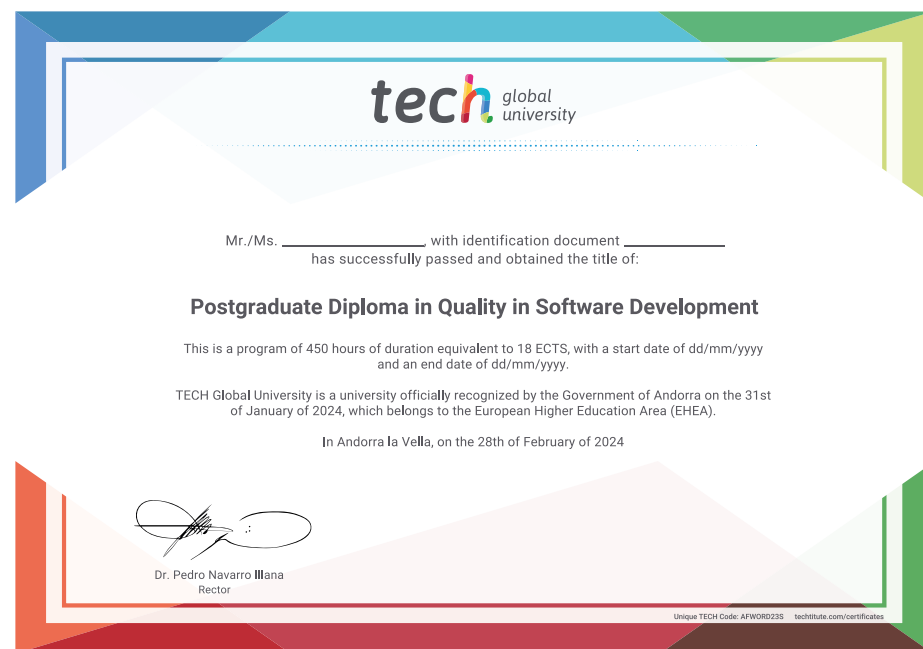 tech global university
Mr./Ms. ____________________, with identification document ______________
has successfully passed and obtained the title of:
Postgraduate Diploma in Quality in Software Development
This is a program of 450 hours of duration equivalent to 18 ECTS, with a start date of dd/mm/yyyy
and an end date of dd/mm/yyyy.
TECH Global University is a university officially recognized by the Government of Andorra on the 31st
of January of 2024, which belongs to the European Higher Education Area (EHEA).
In Andorra la Vella, on the 28th of February of 2024
Dr. Pedro Navarro Illana
Rector
Unique TECH Code: AFWORD23S techtitute.com/certificates